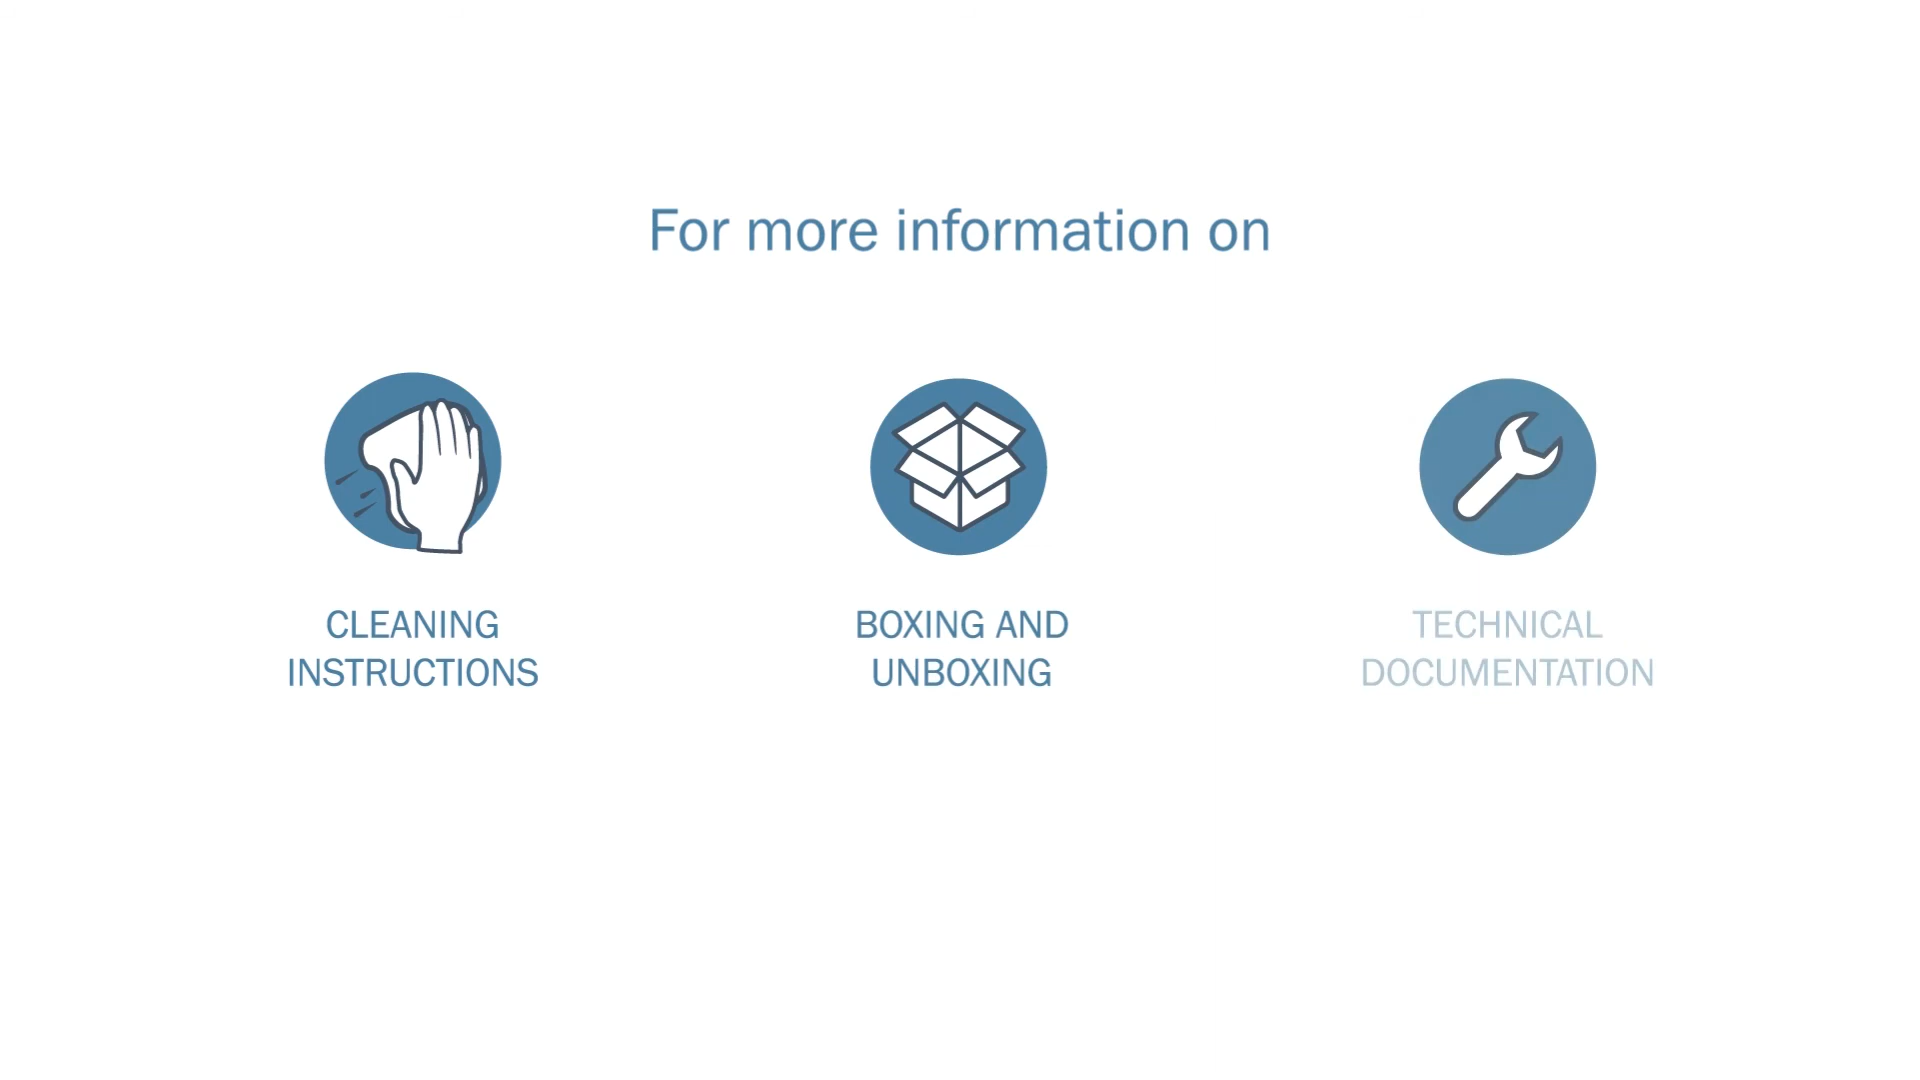 For more information on
CLEANING
INSTRUCTIONS
BOXING AND
UNBOXING
TECHNICAL
DOCUMENTATION